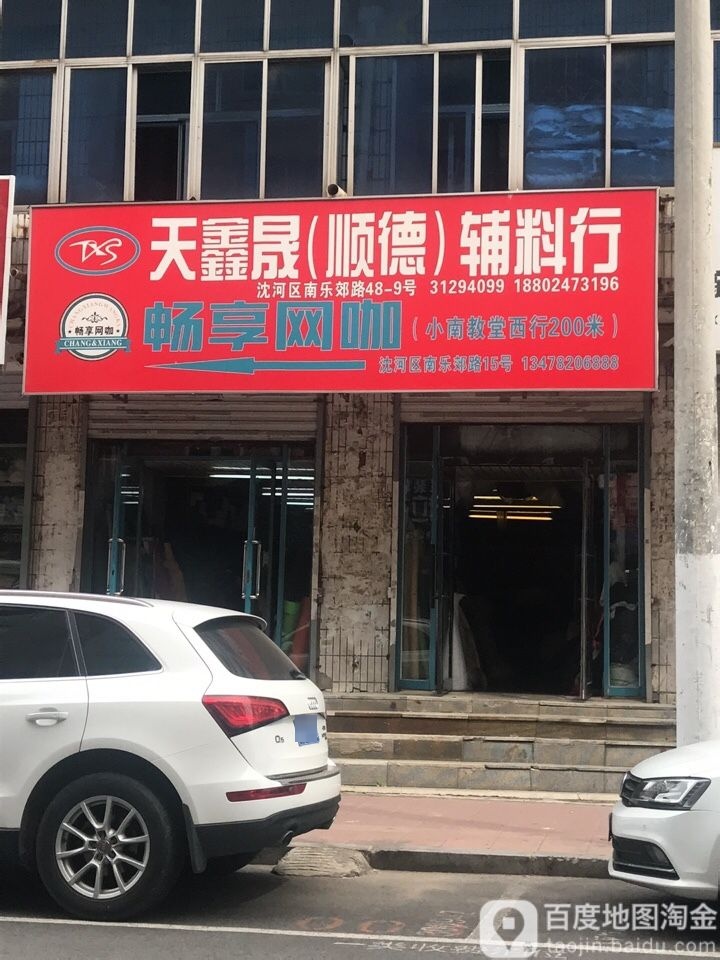 TXS 天鑫晟（顺德）辅料行
沈河区南乐郊路48-9号 31294099 18802473196
畅享网咖
CHANG&XIANG
畅享网咖（小南教堂西行200米）
沈河区南乐郊路15号 13478206888
Q5
百度地图淘金
taojin.baidu.com